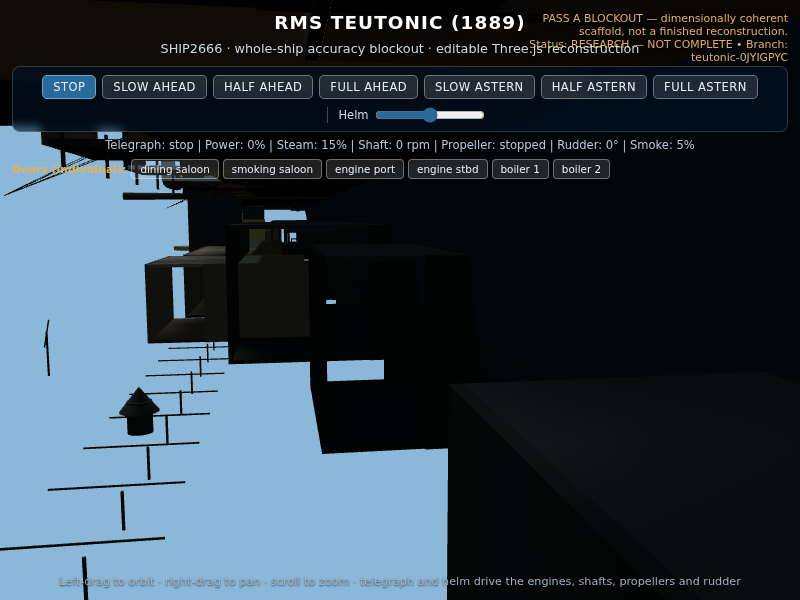 RMS TEUTONIC (1889)
PASS A BLOCKOUT — dimensionally coherent
scaffold, not a finished reconstruction.
Status: RESEARCH — NOT COMPLETE • Branch:
teutonic-0JYIGPYC
SHIP2666 · whole-ship accuracy blockout · editable Three.js reconstruction
STOP
SLOW AHEAD
HALF AHEAD
FULL AHEAD
SLOW ASTERN
HALF ASTERN
FULL ASTERN
Helm
Telegraph: stop | Power: 0% | Steam: 15% | Shaft: 0 rpm | Propeller: stopped | Rudder: 0° | Smoke: 5%
Doors (individual):
dining saloon
smoking saloon
engine port
engine stbd
boiler 1
boiler 2
Left-drag to orbit · right-drag to pan · scroll to zoom · telegraph and helm drive the engines, shafts, propellers and rudder